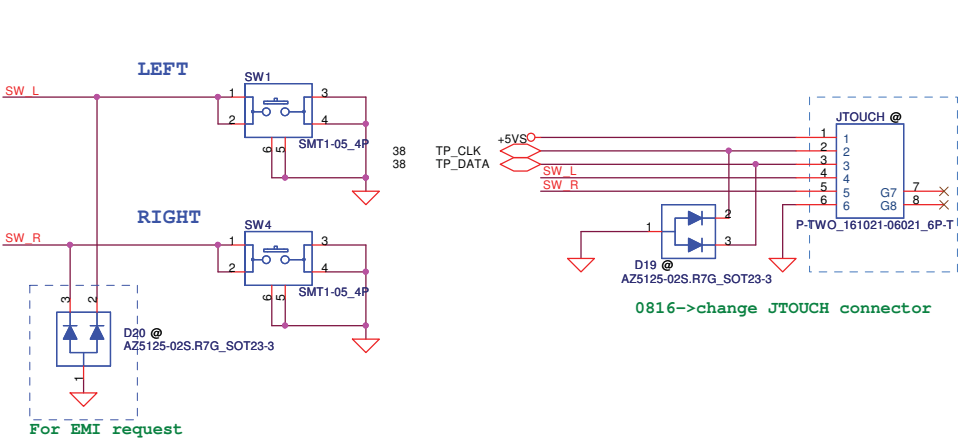 LEFT
SW1
SW_L
1
3
2
4
6
5
SMT1-05_4P
RIGHT
SW4
SW_R
1
3
2
4
6
5
SMT1-05_4P
3
2
D20 @
AZ5125-02S.R7G_SOT23-3
1
For EMI request
+5VS
38 TP_CLK
38 TP_DATA
SW_L
SW_R
JTOUCH @
1 1
2 2
3 3
4 4
5 5
6 6
G7 7
G8 8
P-TWO_161021-06021_6P-T
1
2
3
D19 @
AZ5125-02S.R7G_SOT23-3
0816->change JTOUCH connector